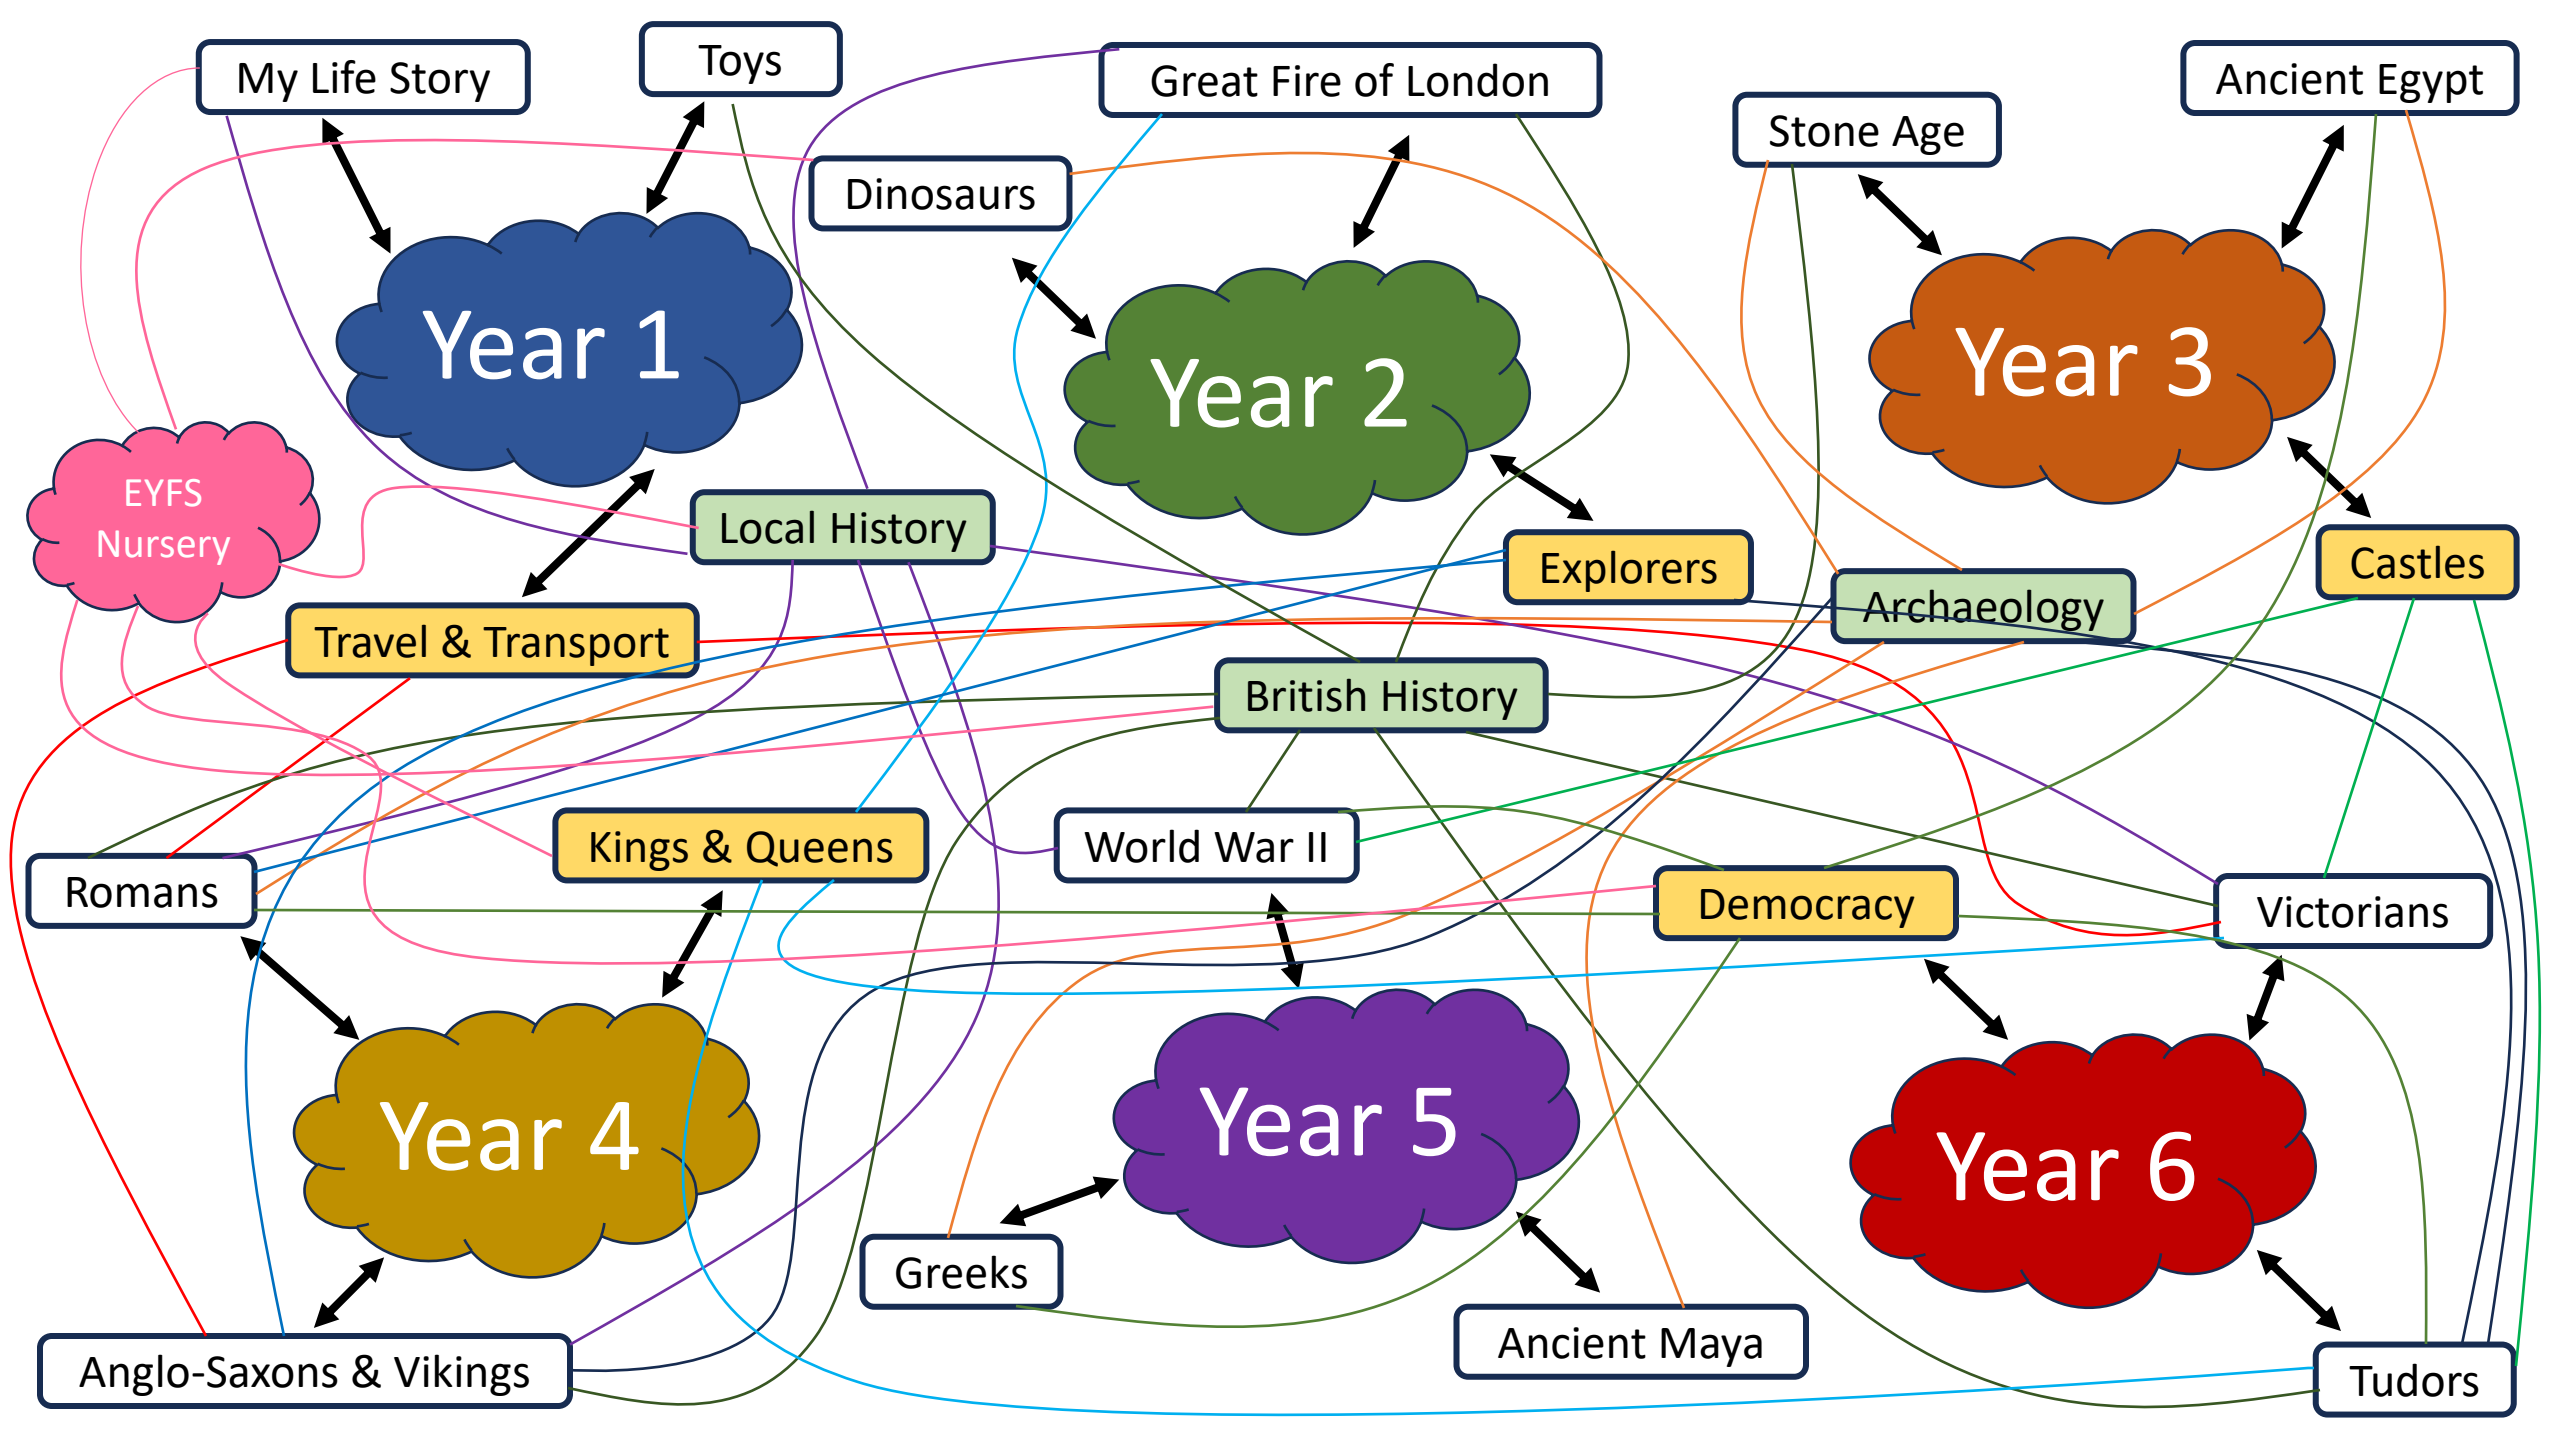 My Life Story
Toys
Great Fire of London
Ancient Egypt
Stone Age
Dinosaurs
Year 1
Year 2
Year 3
EYFS
Nursery
Local History
Explorers
Castles
Archaeology
Travel & Transport
British History
Kings & Queens
World War II
Romans
Democracy
Victorians
Year 4
Year 5
Year 6
Greeks
Ancient Maya
Anglo-Saxons & Vikings
Tudors